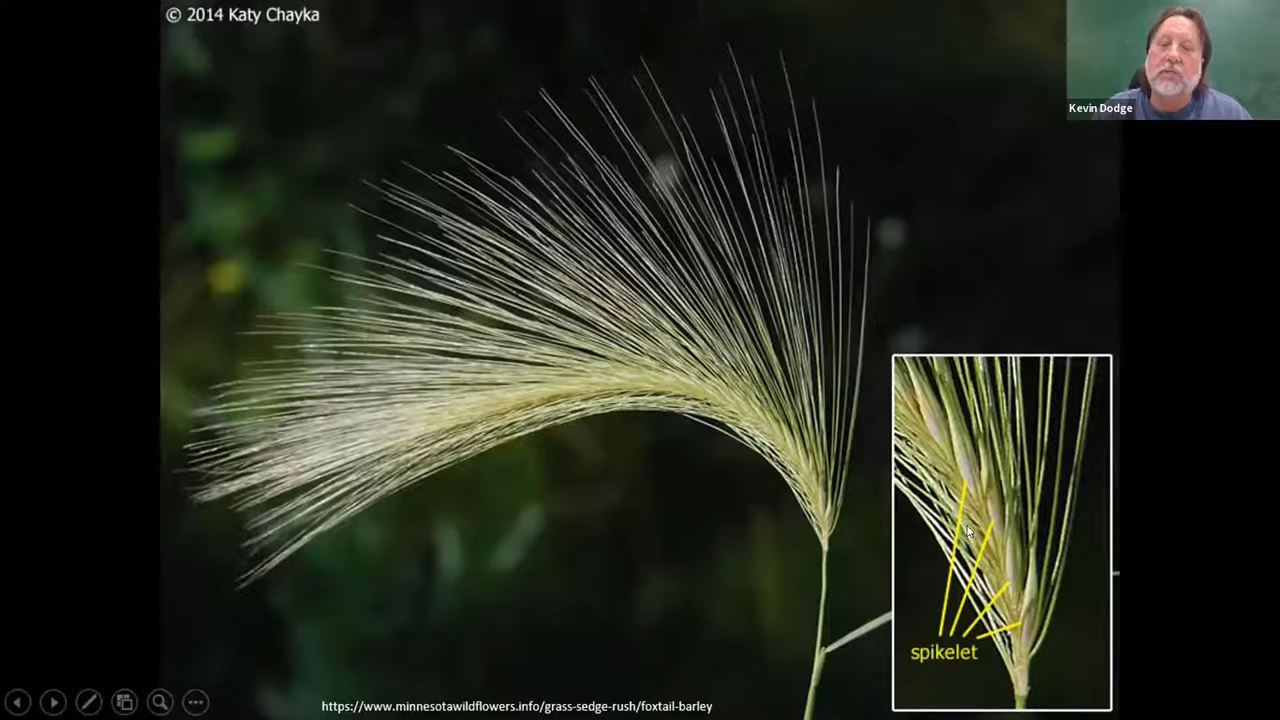 © 2014 Katy Chayka
Kevin Dodge
spikelet
https://www.minnesotawildflowers.info/grass-sedge-rush/foxtail-barley